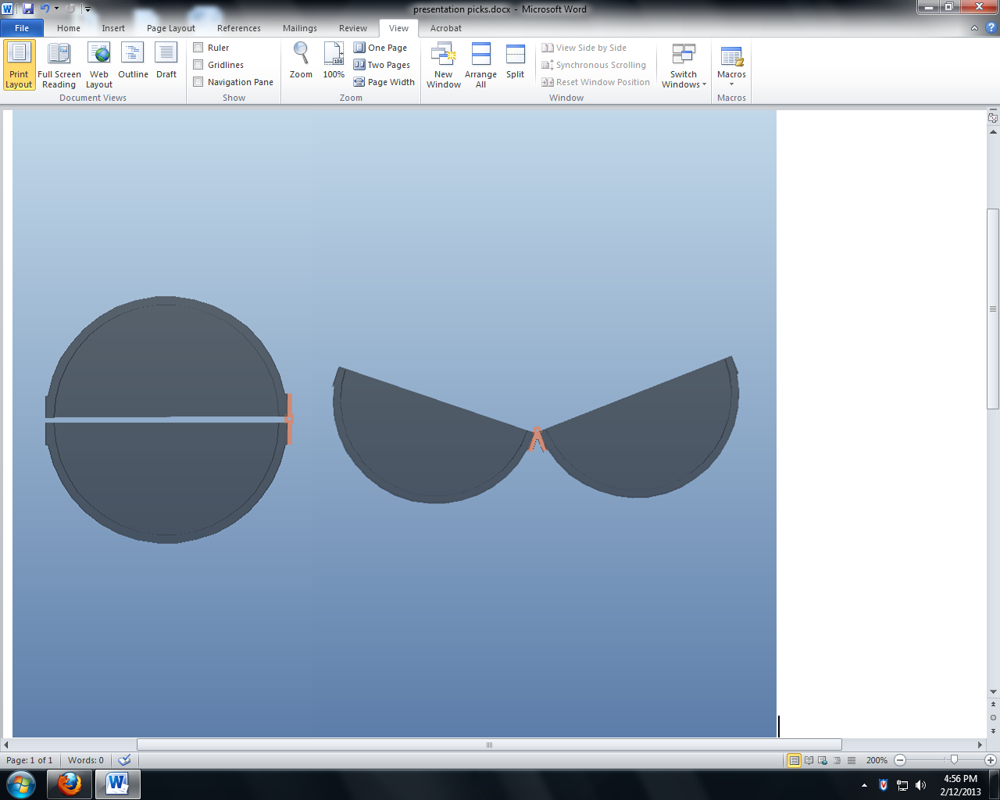 presentation picks.docx - Microsoft Word
File Home Insert Page Layout References Mailings Review View Acrobat
Print Layout
Full Screen Reading
Web Layout
Outline
Draft
Document Views
Ruler
Gridlines
Navigation Pane
Show
Zoom
100%
100
One Page
Two Pages
Page Width
Zoom
New Window
Arrange All
Split
View Side by Side
Synchronous Scrolling
Reset Window Position
Window
Switch Windows
Macros
Macros
Page: 1 of 1 Words: 0 200%
4:56 PM
2/12/2013